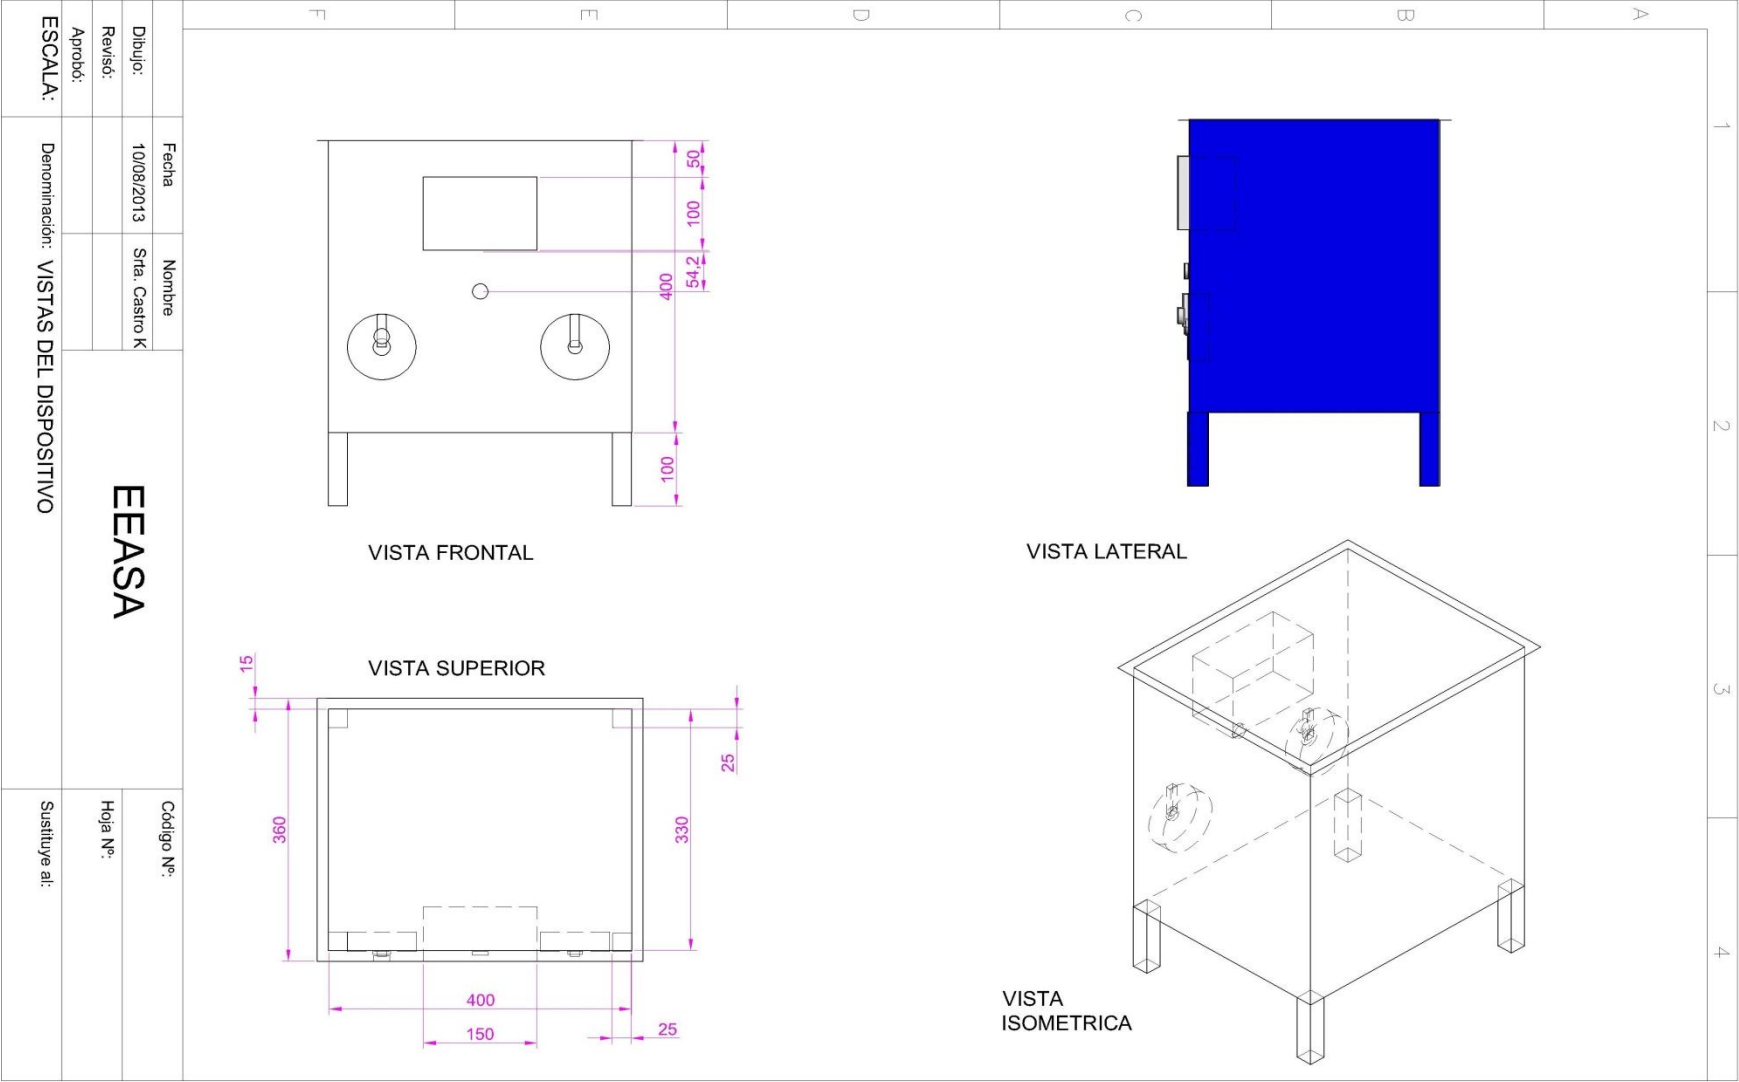 F E D C B A
1
2
3
4
50
100
54,2
400
100
VISTA FRONTAL
VISTA LATERAL
VISTA SUPERIOR
15
360
25
330
400
150
25
VISTA
ISOMETRICA
Fecha Nombre
Dibujo: 10/08/2013 Srta. Castro K
Revisó:
Aprobó:
ESCALA:
Denominación: VISTAS DEL DISPOSITIVO
EEASA
Código Nº:
Hoja Nº:
Sustituye al: